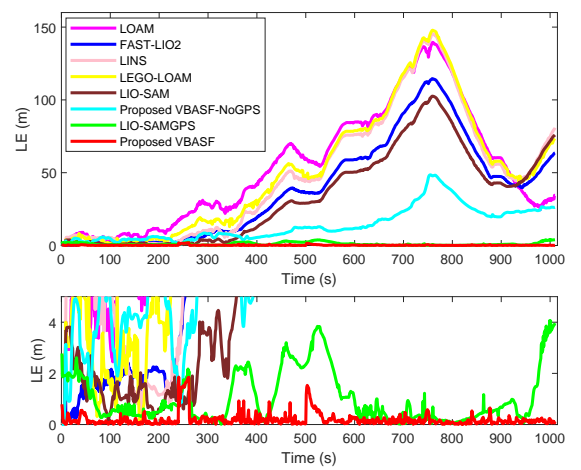 150
100
50
0
LE (m)
LOAM
FAST-LIO2
LINS
LEGO-LOAM
LIO-SAM
Proposed VBASF-NoGPS
LIO-SAMGPS
Proposed VBASF
0 100 200 300 400 500 600 700 800 900 1000
Time (s)
4
2
0
LE (m)
0 100 200 300 400 500 600 700 800 900 1000
Time (s)